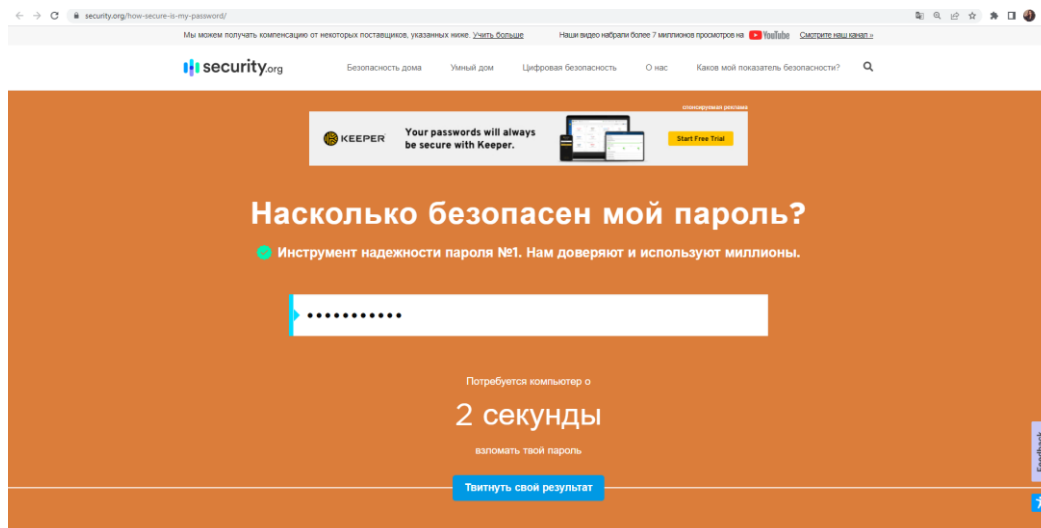 security.org/how-secure-is-my-password/
Мы можем получать компенсацию от некоторых поставщиков, указанных ниже. Учить больше Наши видео набрали более 7 миллионов просмотров на YouTube Смотрите наш канал »
security.org Безопасность дома Умный дом Цифровая безопасность О нас Каков мой показатель безопасности?
спонсируемая реклама
KEEPER Your passwords will always
be secure with Keeper.
Start Free Trial
Насколько безопасен мой пароль?
Инструмент надежности пароля №1. Нам доверяют и используют миллионы.
•••••••••••
Потребуется компьютер о
2 секунды
взломать твой пароль
Твитнуть свой результат
Feedback